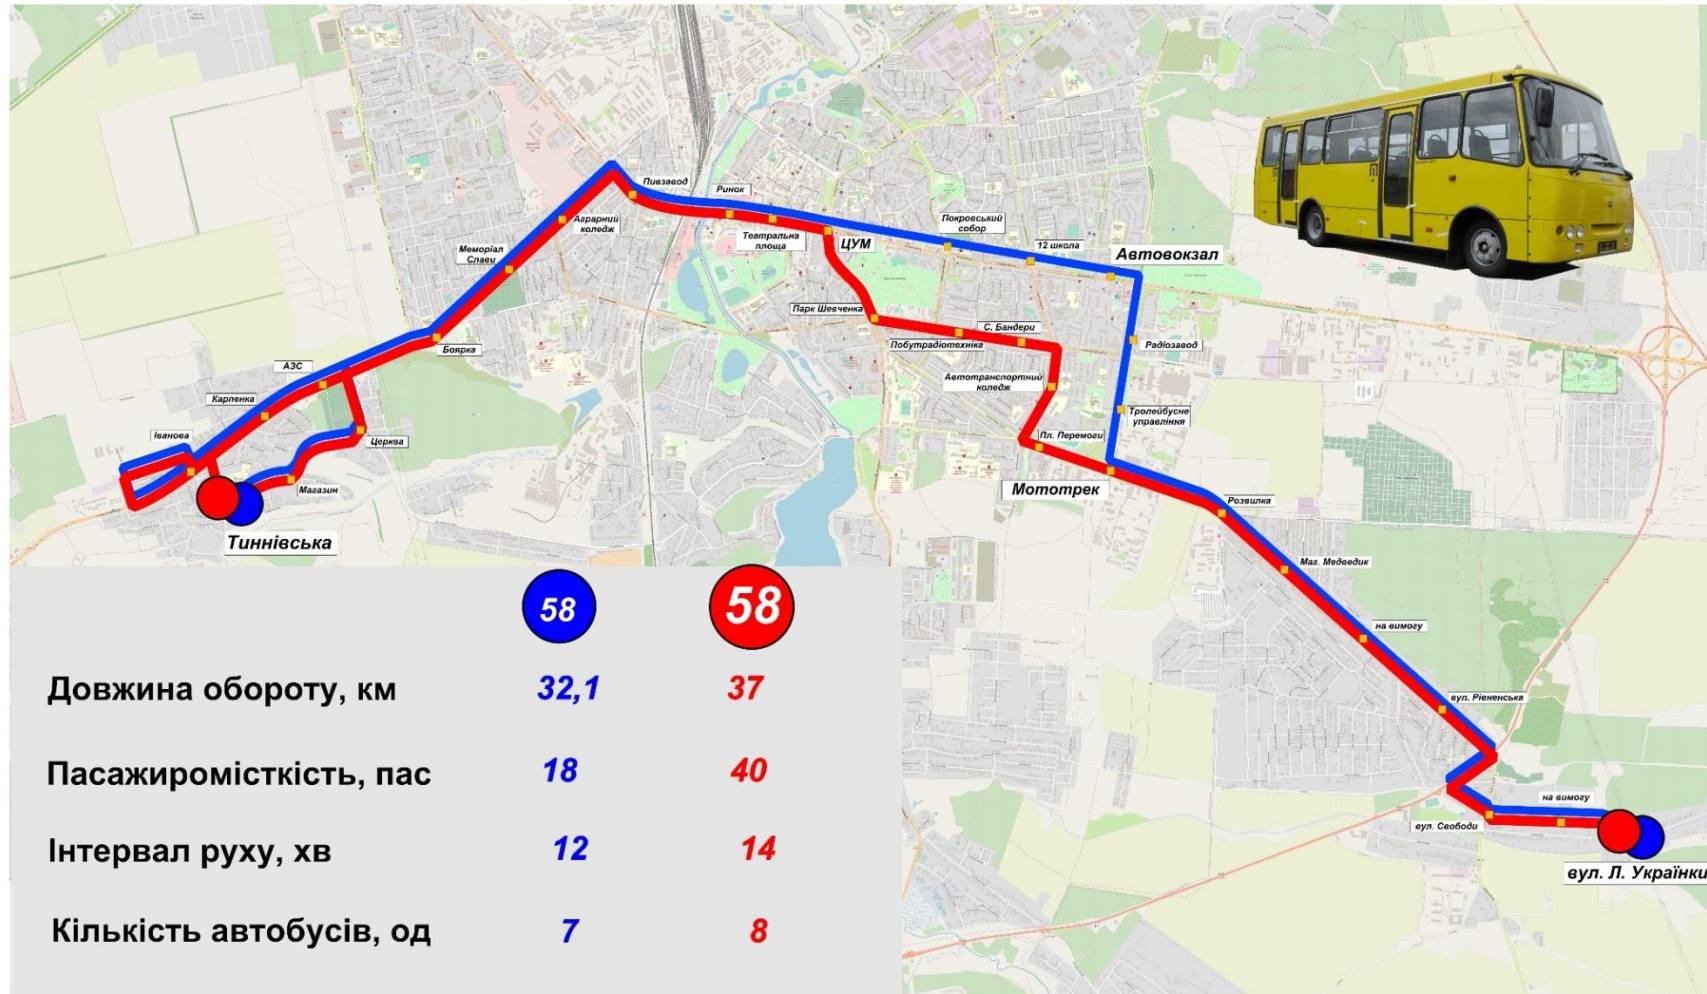 Пивзавод
Ринок
Аграрний
коледж
Театральна
площа
ЦУМ
Покровський
собор
12 школа
Автовокзал
Меморіал
Слави
Парк Шевченка
С. Бандери
Побутрадіотехніка
Радіозавод
Боярка
АЗС
Автотранспортний
коледж
Карпенка
Тролейбусне
управління
Іванова
Церква
Пл. Перемоги
Магазин
Мототрек
Розвилка
Тиннівська
Маг. Медведик
на вимогу
вул. Рівненська
на вимогу
вул. Свободи
вул. Л. Українки
58 58
Довжина обороту, км 32,1 37
Пасажиромісткість, пас 18 40
Інтервал руху, хв 12 14
Кількість автобусів, од 7 8